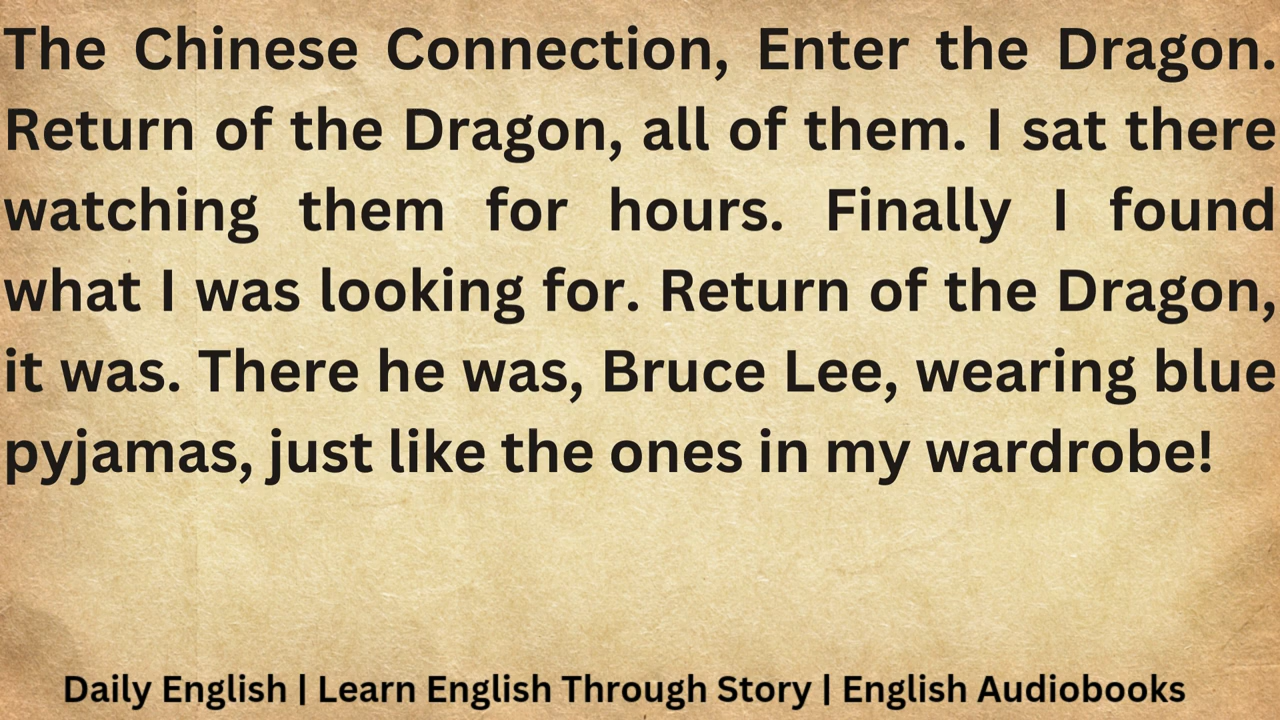 The Chinese Connection, Enter the Dragon.
Return of the Dragon, all of them. I sat there
watching them for hours. Finally I found
what I was looking for. Return of the Dragon,
it was. There he was, Bruce Lee, wearing blue
pyjamas, just like the ones in my wardrobe!
Daily English | Learn English Through Story | English Audiobooks